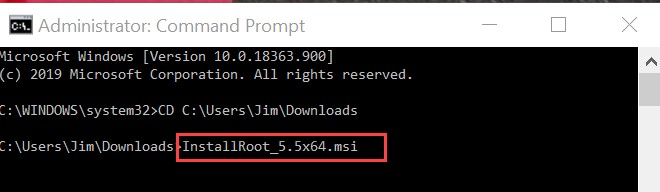 Administrator: Command Prompt
Microsoft Windows [Version 10.0.18363.900]
(c) 2019 Microsoft Corporation. All rights reserved.
C:\WINDOWS\system32>CD C:\Users\Jim\Downloads
C:\Users\Jim\Downloads>InstallRoot_5.5x64.msi